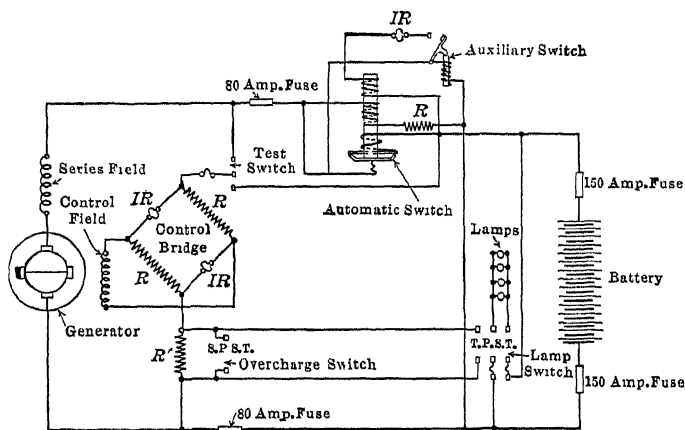 IR
Auxiliary Switch
80 Amp.Fuse
R
Series Field
Test
Switch
150 Amp.Fuse
Control
Field
IR
R
Automatic Switch
Control
Bridge
Lamps
R
IR
Battery
Generator
R'
S.P S.T.
T.P.S.T.
Overcharge Switch
Lamp
Switch
150 Amp.Fuse
80 Amp.Fuse